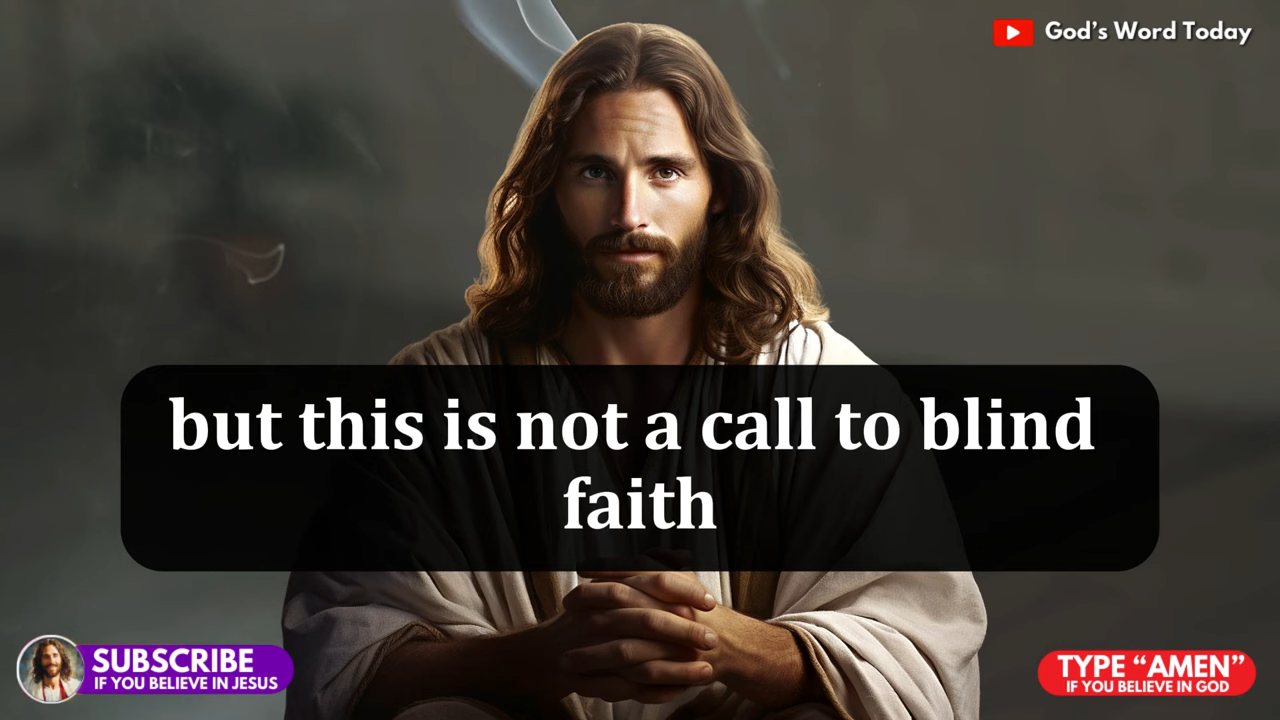 God's Word Today
but this is not a call to blind
faith
SUBSCRIBE
IF YOU BELIEVE IN JESUS
TYPE “AMEN”
IF YOU BELIEVE IN GOD